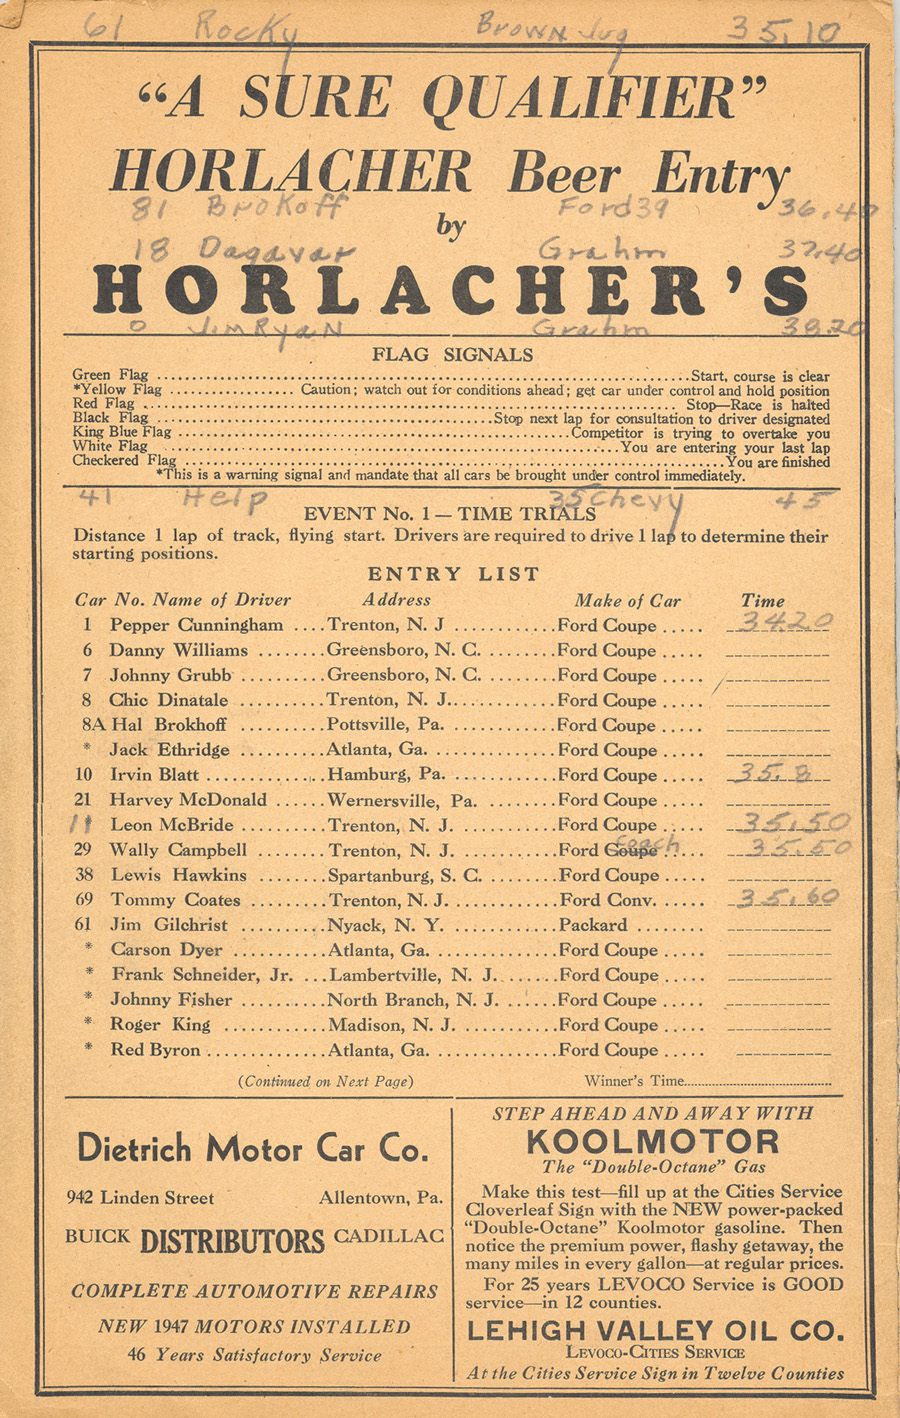 61 Rocky Brown Jug 35.10
"A SURE QUALIFIER"
HORLACHER Beer Entry
81 Brokoff Ford 39 36.40
by
18 Dagavar Grahm 37.40
HORLACHER'S
0 Jim Ryan Grahm 38.20
FLAG SIGNALS
Green Flag ........ Start, course is clear
*Yellow Flag ........ Caution; watch out for conditions ahead; get car under control and hold position
Red Flag ........ Stop—Race is halted
Black Flag ........ Stop next lap for consultation to driver designated
King Blue Flag ........ Competitor is trying to overtake you
White Flag ........ You are entering your last lap
Checkered Flag ........ You are finished
*This is a warning signal and mandate that all cars be brought under control immediately.
41 Help 35 Chevy 45
EVENT No. 1 — TIME TRIALS
Distance 1 lap of track, flying start. Drivers are required to drive 1 lap to determine their
starting positions.
ENTRY LIST
Car No. Name of Driver Address Make of Car Time
1 Pepper Cunningham .... Trenton, N. J ........ Ford Coupe ..... 34.20
6 Danny Williams ........ Greensboro, N. C. ........ Ford Coupe .....
7 Johnny Grubb ........ Greensboro, N. C. ........ Ford Coupe .....
8 Chic Dinatale ........ Trenton, N. J. ........ Ford Coupe .....
8A Hal Brokhoff ........ Pottsville, Pa. ........ Ford Coupe .....
* Jack Ethridge ........ Atlanta, Ga. ........ Ford Coupe .....
10 Irvin Blatt ........ Hamburg, Pa. ........ Ford Coupe ..... 35.8
21 Harvey McDonald ...... Wernersville, Pa. ........ Ford Coupe .....
11 * Leon McBride ........ Trenton, N. J. ........ Ford Coupe ..... 35.50
29 Wally Campbell ........ Trenton, N. J. ........ Ford Coupe Coach ..... 35.50
38 Lewis Hawkins ........ Spartanburg, S. C. ........ Ford Coupe .....
69 Tommy Coates ........ Trenton, N. J. ........ Ford Conv. ...... 35.60
61 Jim Gilchrist ........ Nyack, N. Y. ........ Packard ........
* Carson Dyer ........ Atlanta, Ga. ........ Ford Coupe .....
* Frank Schneider, Jr. ... Lambertville, N. J. ...... Ford Coupe .....
* Johnny Fisher ........ North Branch, N. J. ...... Ford Coupe .....
* Roger King ........ Madison, N. J. ........ Ford Coupe .....
* Red Byron ........ Atlanta, Ga. ........ Ford Coupe .....
(Continued on Next Page) Winner's Time........
Dietrich Motor Car Co.
942 Linden Street Allentown, Pa.
BUICK DISTRIBUTORS CADILLAC
COMPLETE AUTOMOTIVE REPAIRS
NEW 1947 MOTORS INSTALLED
46 Years Satisfactory Service
STEP AHEAD AND AWAY WITH
KOOLMOTOR
The "Double-Octane" Gas
Make this test—fill up at the Cities Service
Cloverleaf Sign with the NEW power-packed
"Double-Octane" Koolmotor gasoline. Then
notice the premium power, flashy getaway, the
many miles in every gallon—at regular prices.
For 25 years LEVOCO Service is GOOD
service—in 12 counties.
LEHIGH VALLEY OIL CO.
LEVOCO-CITIES SERVICE
At the Cities Service Sign in Twelve Counties